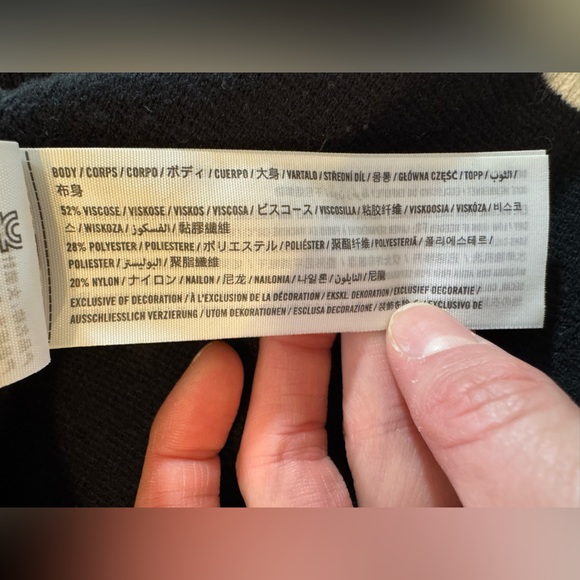 BODY / CORPS / CORPO / ボディ / CUERPO / 大身 / VARTALO / STŘEDNÍ DÍL / 몸통 / GŁÓWNA CZĘŚĆ / TOPP / الثوب /
布身
52% VISCOSE / VISKOSE / VISKOS / VISCOSA / ビスコース / VISCOSILLA / 粘胶纤维 / VISKOOSIA / VISKÓZA / 비스코
스 / WISKOZA / الفسكوز / 黏膠纖維
28% POLYESTER / POLIESTERE / ポリエステル / POLIÉSTER / 聚酯纤维 / POLYESTERIÄ / 폴리에스테르 /
POLIESTER / البوليستر / 聚脂纖維
20% NYLON / ナイロン / NAILON / 尼龙 / NAILONIA / 나일론 / النايلون / 尼龍
EXCLUSIVE OF DECORATION / À L'EXCLUSION DE LA DÉCORATION / EKSKL. DEKORATION / EXCLUSIEF DECORATIE /
AUSSCHLIESSLICH VERZIERUNG / UTOM DEKORATIONEN / ESCLUSA DECORAZIONE / 装飾を除 EXCLUSIVO DE